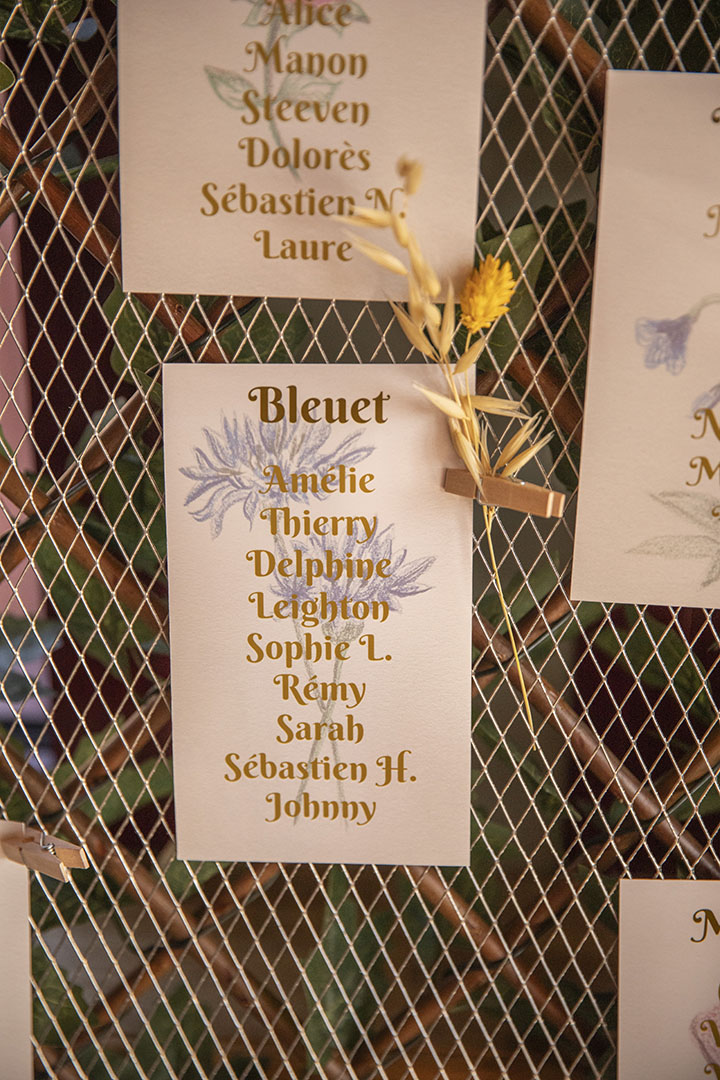 Alice
Manon
Steeven
Dolorès
Sébastien N.
Laure
Bleuet
Amélie
Thierry
Delphine
Leighton
Sophie L.
Rémy
Sarah
Sébastien H.
Johnny